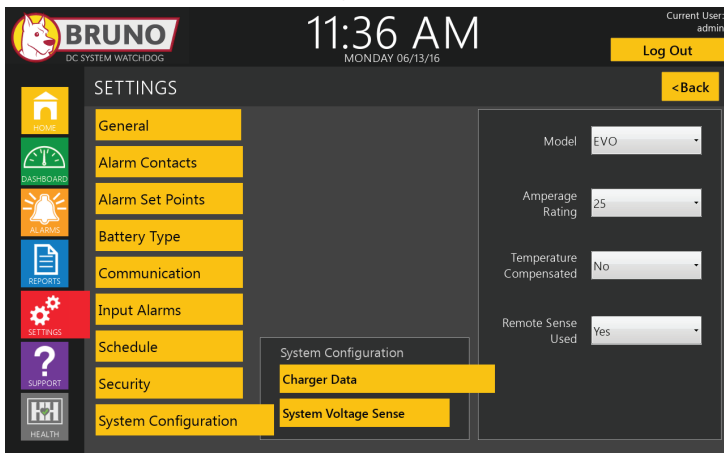 BRUNO
DC SYSTEM WATCHDOG
11:36 AM
MONDAY 06/13/16
Current User:
admin
Log Out
SETTINGS
<Back
HOME
DASHBOARD
ALARMS
REPORTS
SETTINGS
SUPPORT
HEALTH
General
Alarm Contacts
Alarm Set Points
Battery Type
Communication
Input Alarms
Schedule
Security
System Configuration
System Configuration
Charger Data
System Voltage Sense
Model EVO
Amperage
Rating 25
Temperature
Compensated No
Remote Sense
Used Yes